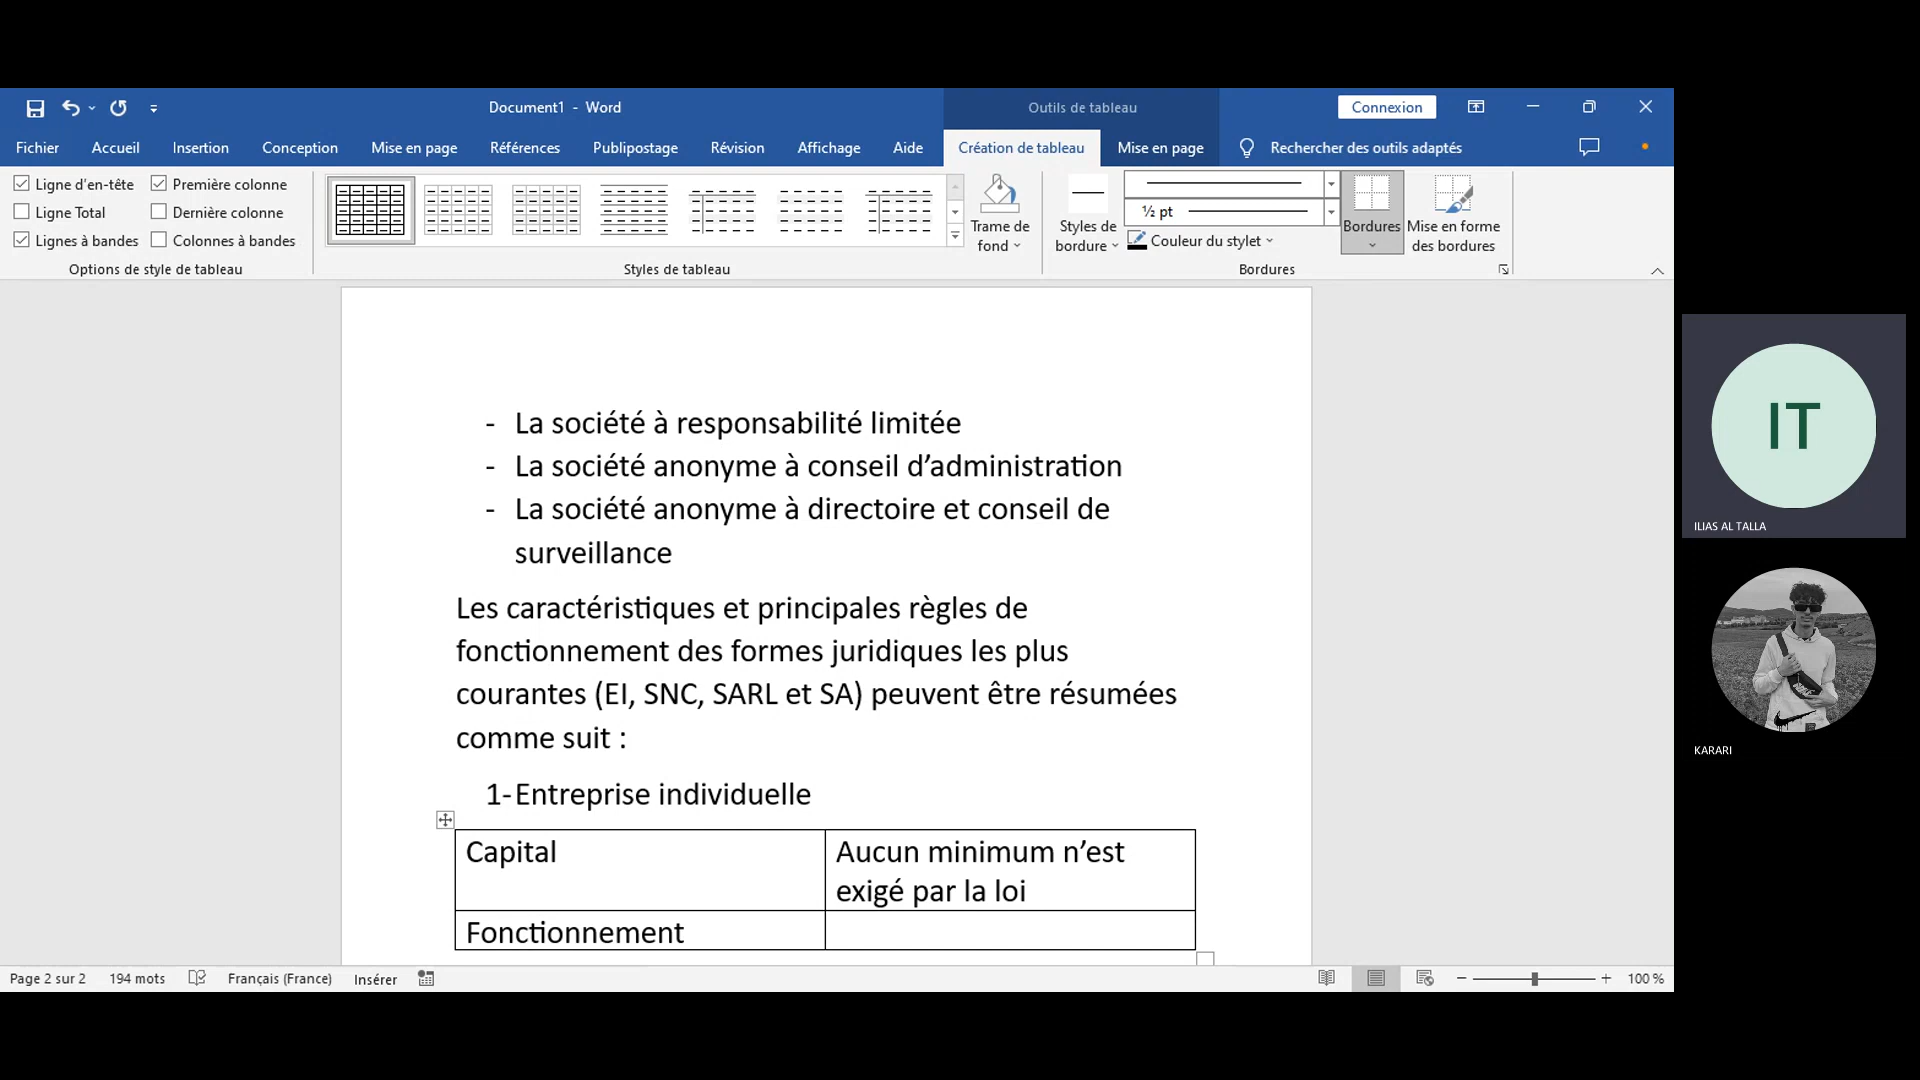 Document1 - Word
Outils de tableau
Connexion
Fichier
Accueil
Insertion
Conception
Mise en page
Références
Publipostage
Révision
Affichage
Aide
Création de tableau
Mise en page
Rechercher des outils adaptés
Ligne d'en-tête
Première colonne
Ligne Total
Dernière colonne
Lignes à bandes
Colonnes à bandes
Options de style de tableau
Styles de tableau
Trame de
fond
Styles de
bordure
½ pt
Couleur du stylet
Bordures
Mise en forme
des bordures
Bordures
- La société à responsabilité limitée
- La société anonyme à conseil d’administration
- La société anonyme à directoire et conseil de
surveillance
Les caractéristiques et principales règles de
fonctionnement des formes juridiques les plus
courantes (EI, SNC, SARL et SA) peuvent être résumées
comme suit :
1- Entreprise individuelle
Capital
Aucun minimum n’est
exigé par la loi
Fonctionnement
Page 2 sur 2
194 mots
Français (France)
Insérer
100 %
IT
ILIAS AL TALLA
KARARI